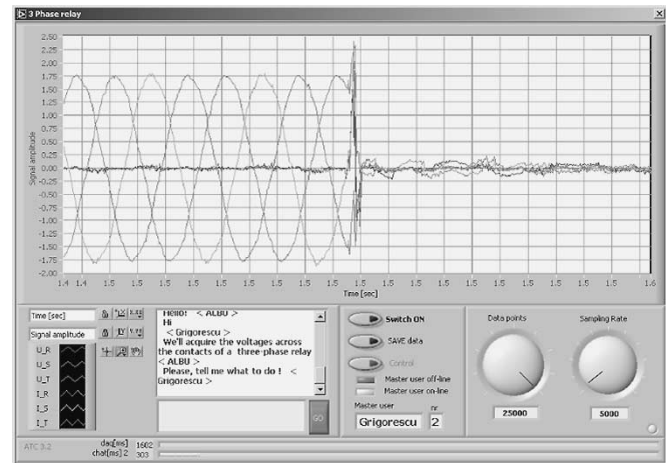 3 Phase relay
2.50
2.25
2.00
1.75
1.50
1.25
1.00
0.75
0.50
0.25
0.00
-0.25
-0.50
-0.75
-1.00
-1.25
-1.50
-1.75
-2.00
Signal amplitude
1.4 1.4 1.5 1.5 1.5 1.5 1.5 1.5 1.5 1.5 1.5 1.5 1.5 1.5 1.5 1.5 1.6
Time [sec]
Time [sec]
Signal amplitude
U_R
U_S
U_T
I_R
I_S
I_T
Hello! < ALBU >
Hi
< Grigorescu >
We'll acquire the voltages across
the contacts of a three-phase relay
< ALBU >
Please, tell me what to do ! <
Grigorescu >
GO
Switch ON
SAVE data
Control
Master user off-line
Master user on-line
Master user nr
Grigorescu 2
Data points
25000
Sampling Rate
5000
ATC 3.2
daq[ms] 1682
chat[ms] 2 303